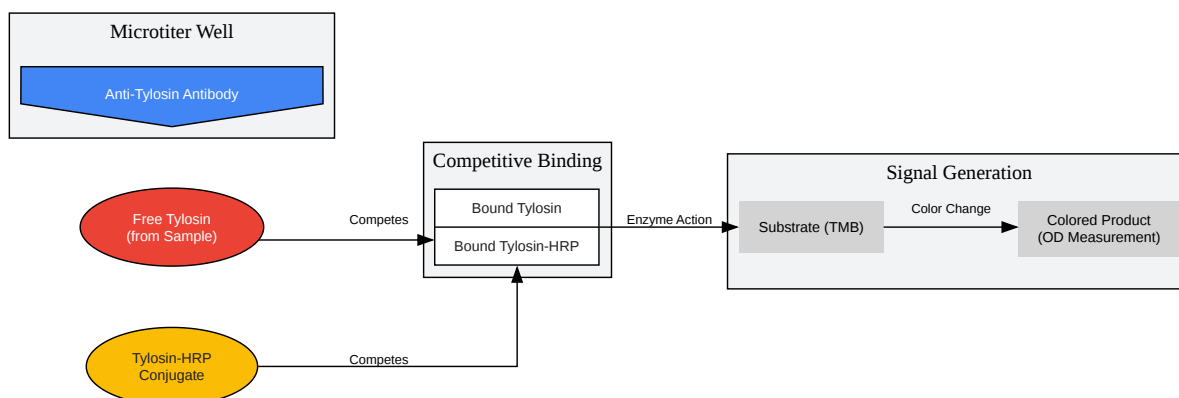 Microtiter Well
Anti-Tylosin Antibody
Competitive Binding
Bound Tylosin
Bound Tylosin-HRP
Free Tylosin
(from Sample)
Competes
Enzyme Action
Signal Generation
Substrate (TMB)
Color Change
Colored Product
(OD Measurement)
Tylosin-HRP
Conjugate
Competes